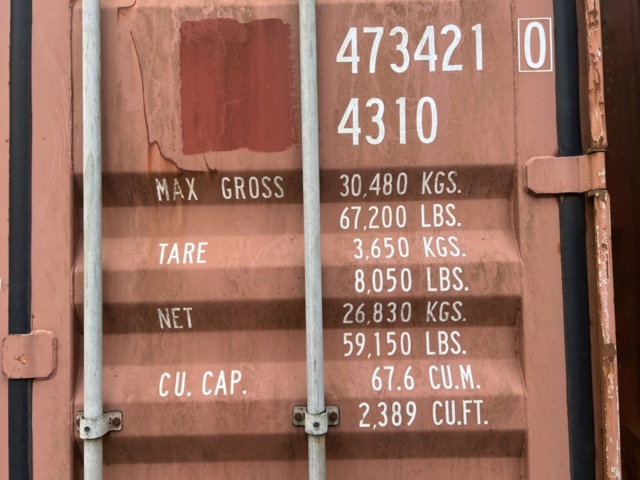 473421 0
4310
MAX GROSS 30,480 KGS.
67,200 LBS.
TARE 3,650 KGS.
8,050 LBS.
NET 26,830 KGS.
59,150 LBS.
CU. CAP. 67.6 CU.M.
2,389 CU.FT.